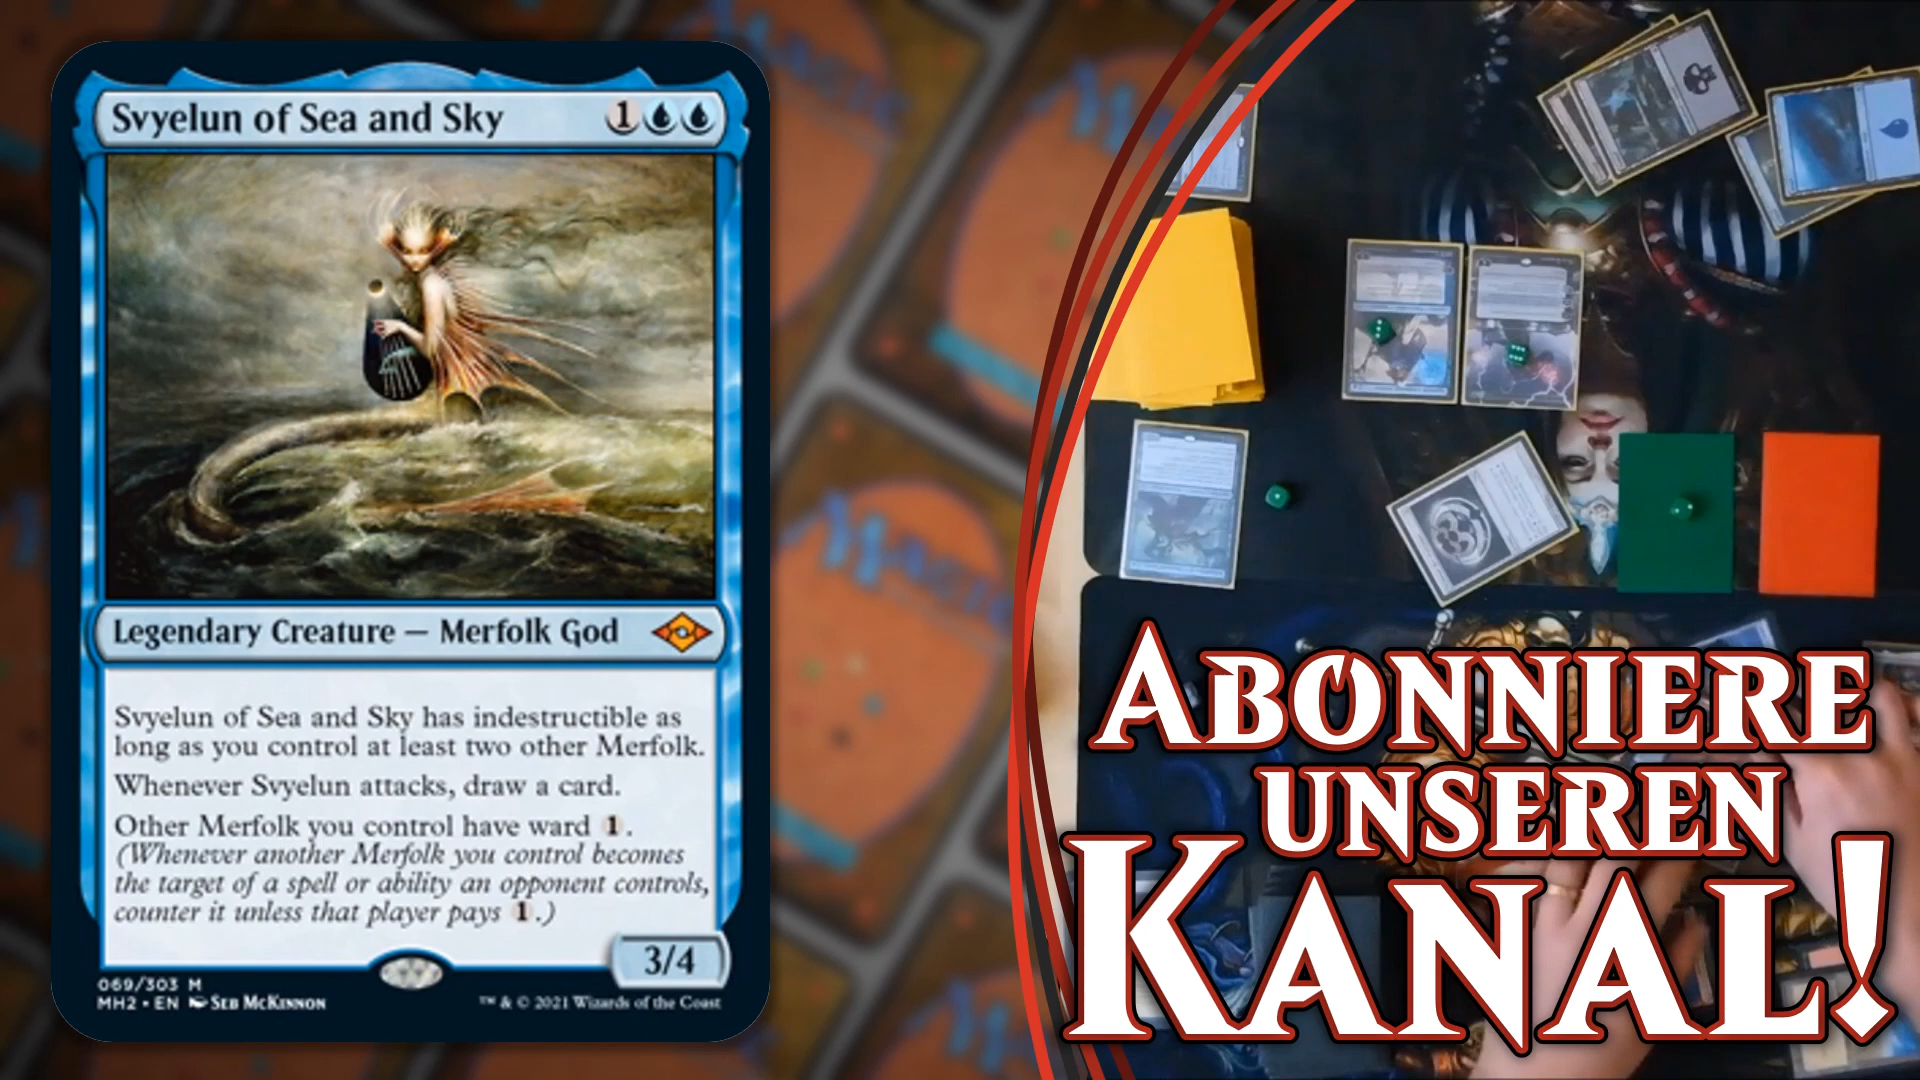 Svyelun of Sea and Sky 1
Legendary Creature — Merfolk God
Svyelun of Sea and Sky has indestructible as
long as you control at least two other Merfolk.
Whenever Svyelun attacks, draw a card.
Other Merfolk you control have ward 1.
(Whenever another Merfolk you control becomes
the target of a spell or ability an opponent controls,
counter it unless that player pays 1.)
3/4
069/303 M
MH2 • EN SEB MCKINNON
™ & © 2021 Wizards of the Coast
ABONNIERE
UNSEREN
KANAL!